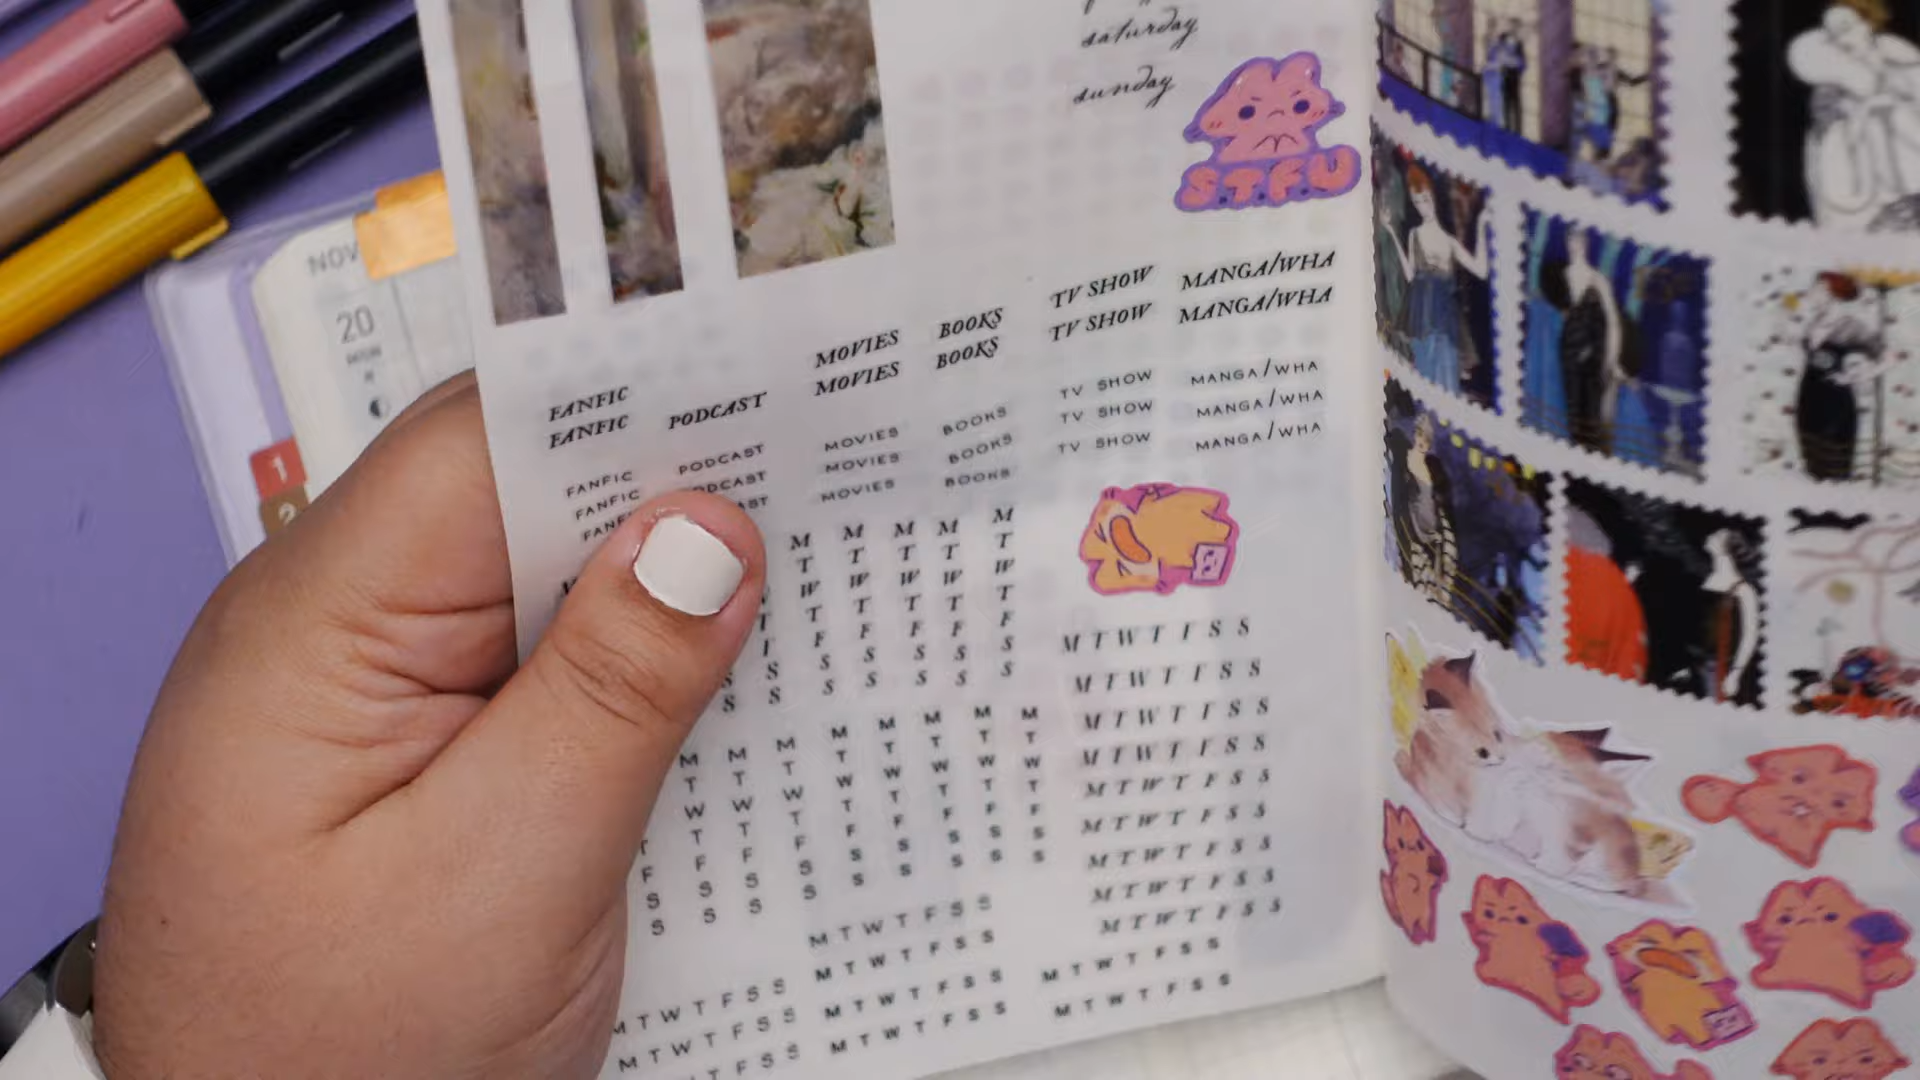 saturday
sunday
S.T.F.U
NOV
20
1
TV SHOW MANGA/WHA
TV SHOW MANGA/WHA
MOVIES BOOKS
MOVIES BOOKS
FANFIC PODCAST
FANFIC
TV SHOW MANGA/WHA
TV SHOW MANGA/WHA
TV SHOW MANGA/WHA
FANFIC PODCAST MOVIES BOOKS
FANFIC MOVIES BOOKS
MOVIES BOOKS
M M M M M
T T T T T
W W W W W
T T T T T
F F F F F
S S S S S
S S S S S
M T W T F S S
M T W T F S S
M T W T F S S
M T W T F S S
M T W T F S S
M T W T F S S
M T W T F S S
M T W T F S S
M T W T F S S
M M M M M M M M
T T T T T T T T
W W W W W W W W
T T T T T T T T
F F F F F F F F
S S S S S S S S
S S S S S S S S
M T W T F S S
M T W T F S S
M T W T F S S
M T W T F S S
M T W T F S S
M T W T F S S
M T W T F S S
M T W T F S S